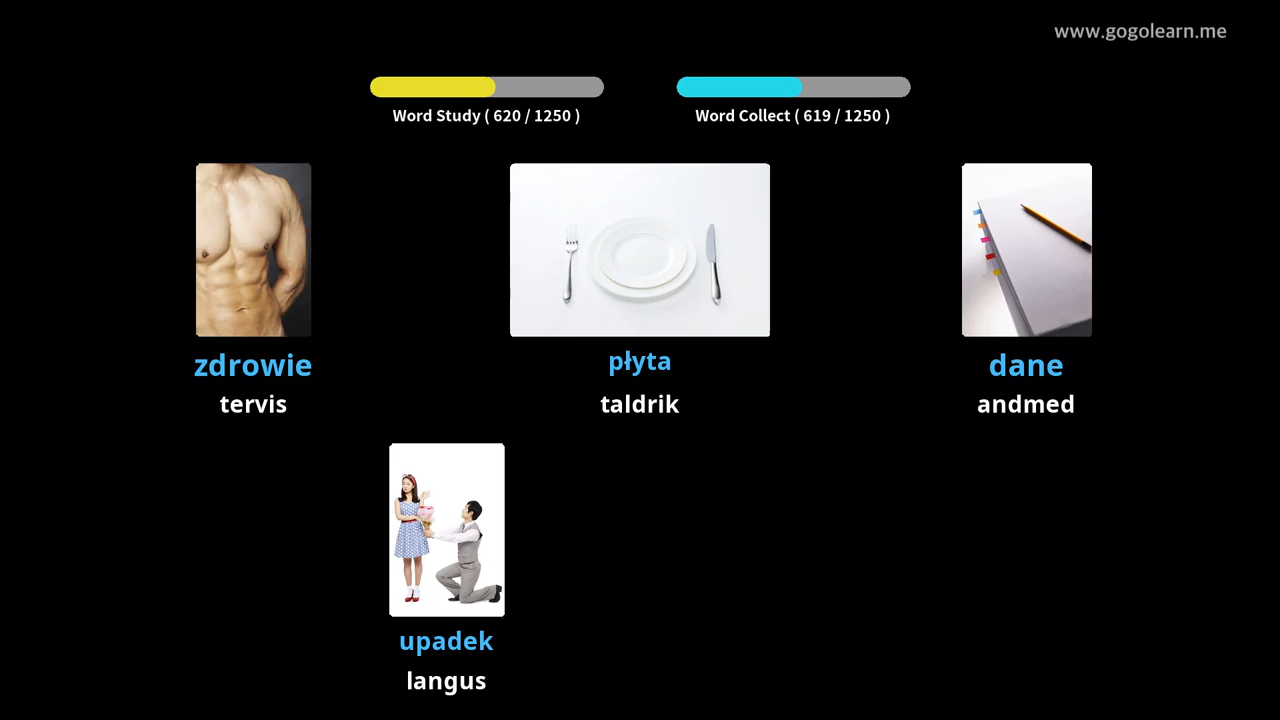 www.gogolearn.me
Word Study ( 620 / 1250 )
Word Collect ( 619 / 1250 )
zdrowie
tervis
płyta
taldrik
dane
andmed
upadek
langus